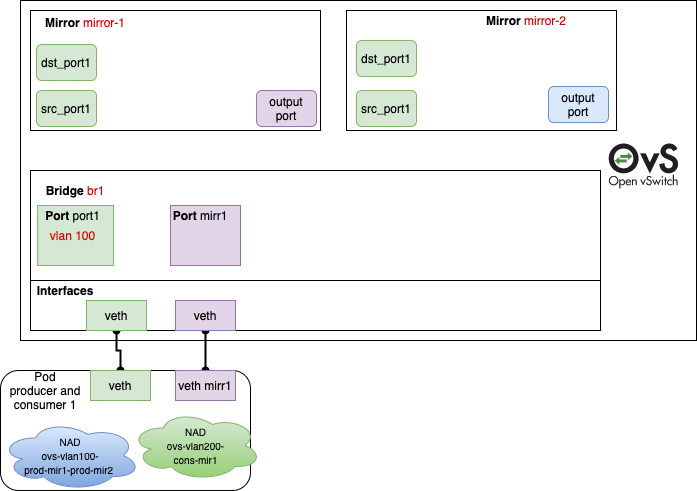 Mirror mirror-1
dst_port1
src_port1
output
port
Mirror mirror-2
dst_port1
src_port1
output
port
OvS
Open vSwitch
Bridge br1
Port port1
vlan 100
Port mirr1
Interfaces
veth
veth
Pod
producer and
consumer 1
veth
veth mirr1
NAD
ovs-vlan100-
prod-mir1-prod-mir2
NAD
ovs-vlan200-
cons-mir1